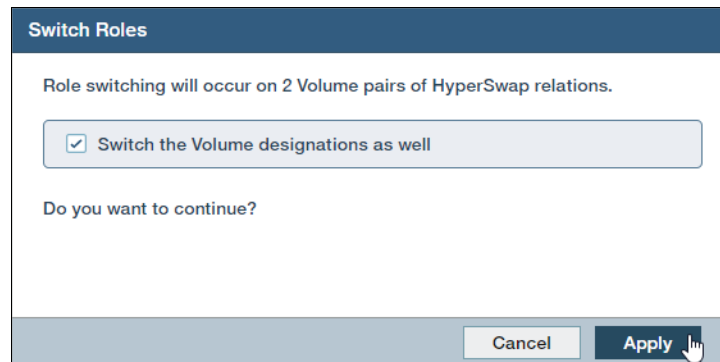 Switch Roles
Role switching will occur on 2 Volume pairs of HyperSwap relations.
Switch the Volume designations as well
Do you want to continue?
Cancel
Apply